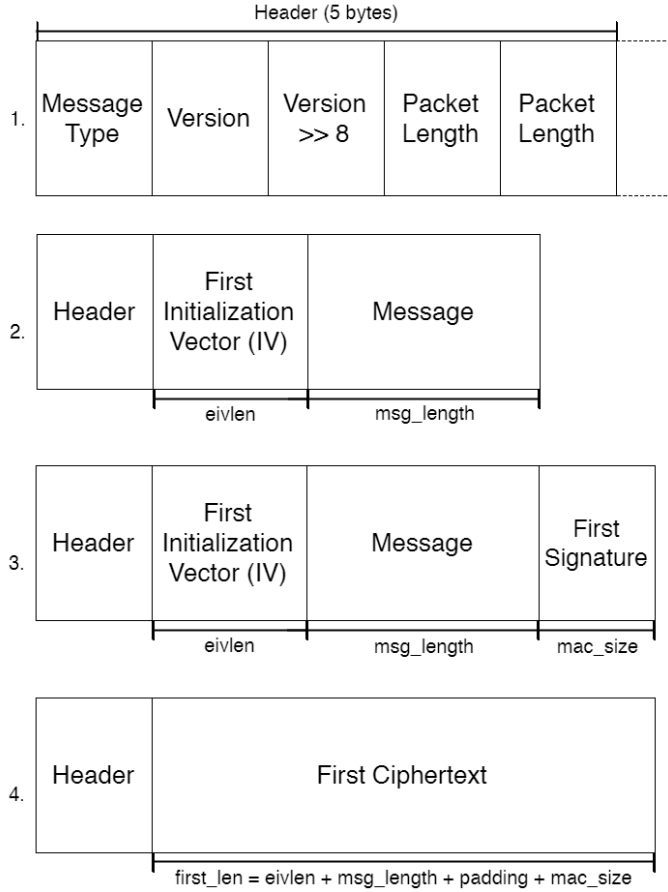 Header (5 bytes)
1.
Message
Type
Version
Version
>> 8
Packet
Length
Packet
Length
2.
Header
First
Initialization
Vector (IV)
Message
eivlen
msg_length
3.
Header
First
Initialization
Vector (IV)
Message
First
Signature
eivlen
msg_length
mac_size
4.
Header
First Ciphertext
first_len = eivlen + msg_length + padding + mac_size